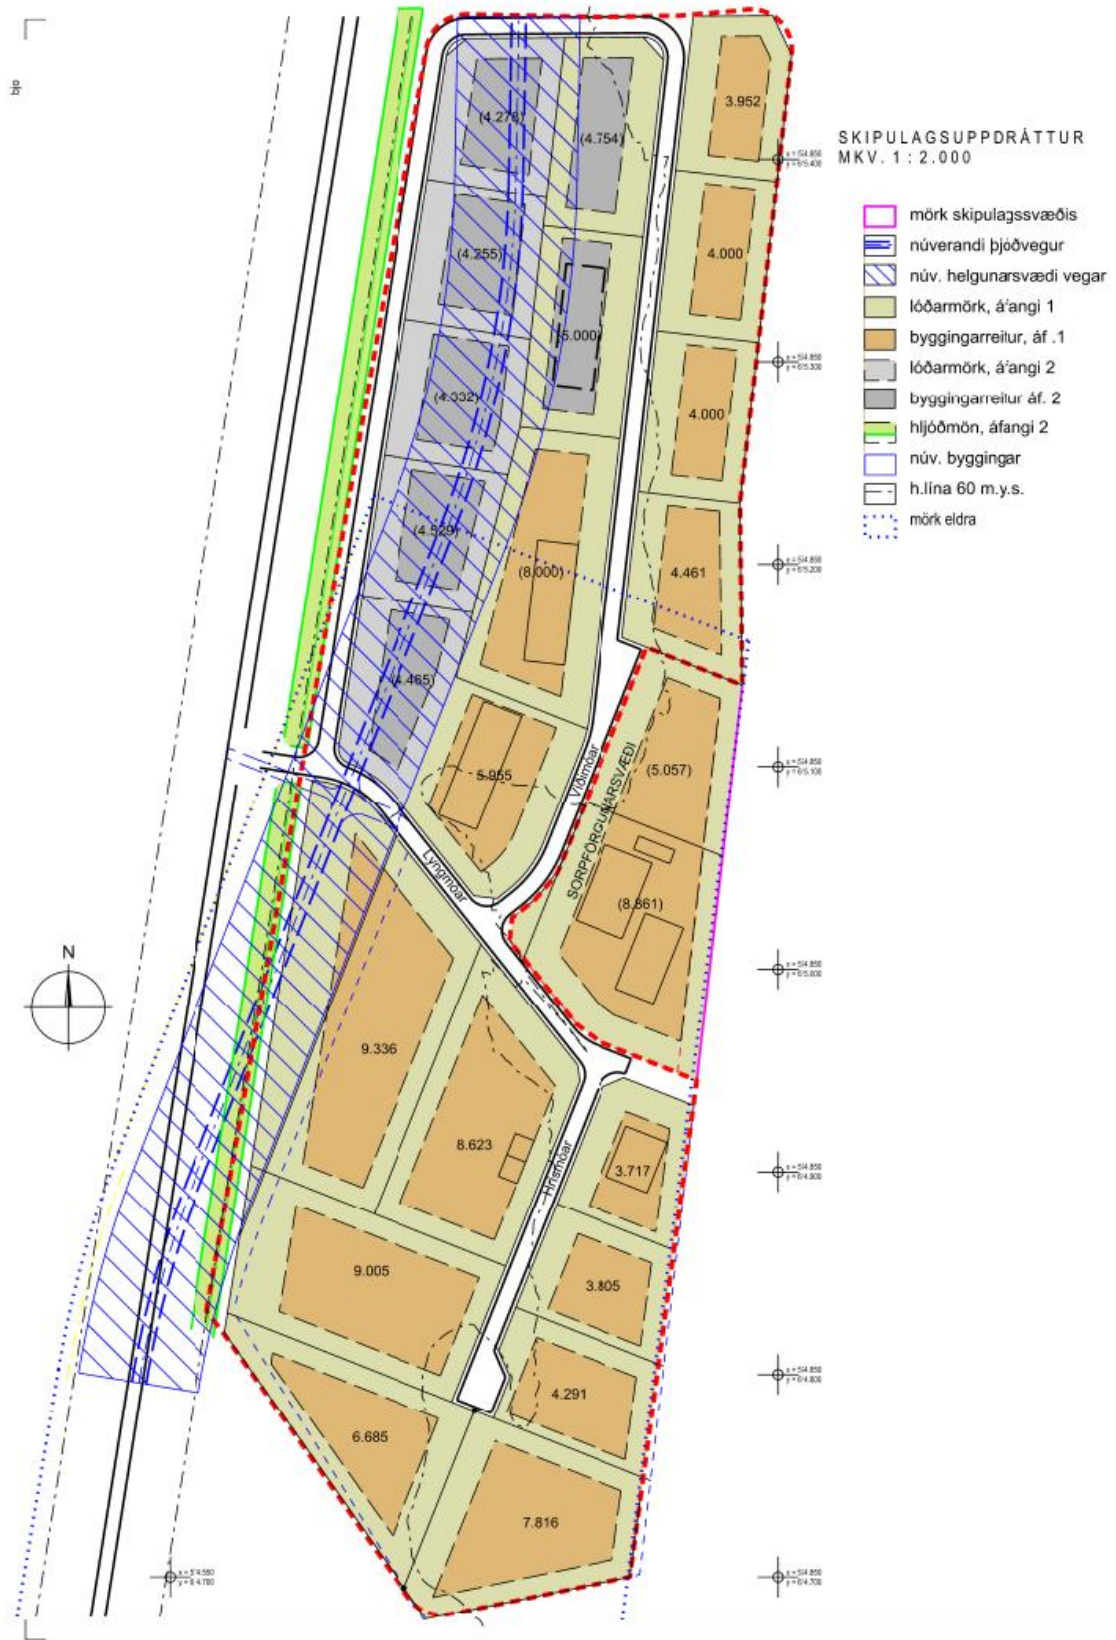 bjo
SKIPULAGSUPPDRÁTTUR
MKV. 1 : 2.000
mörk skipulagssvæðis
núverandi þjóðvegur
núv. helgunarsvædi vegar
lóðarmörk, áfangi 1
byggingarreitur, áf .1
lóðarmörk, áfangi 2
byggingarreitur áf. 2
hljóðmön, áfangi 2
núv. byggingar
h.lína 60 m.y.s.
mörk eldra
3.952
(4.278)
(4.754)
(4.255)
4.000
(5.000)
(4.332)
4.000
(4.529)
(8.000)
4.461
(4.465)
5.955
Víðimóar
SORPFÖRGUNARSVÆÐI
(5.057)
Lyngmóar
(8.861)
N
9.336
8.623
Hrísmóar
3.717
9.005
3.805
4.291
6.685
7.816